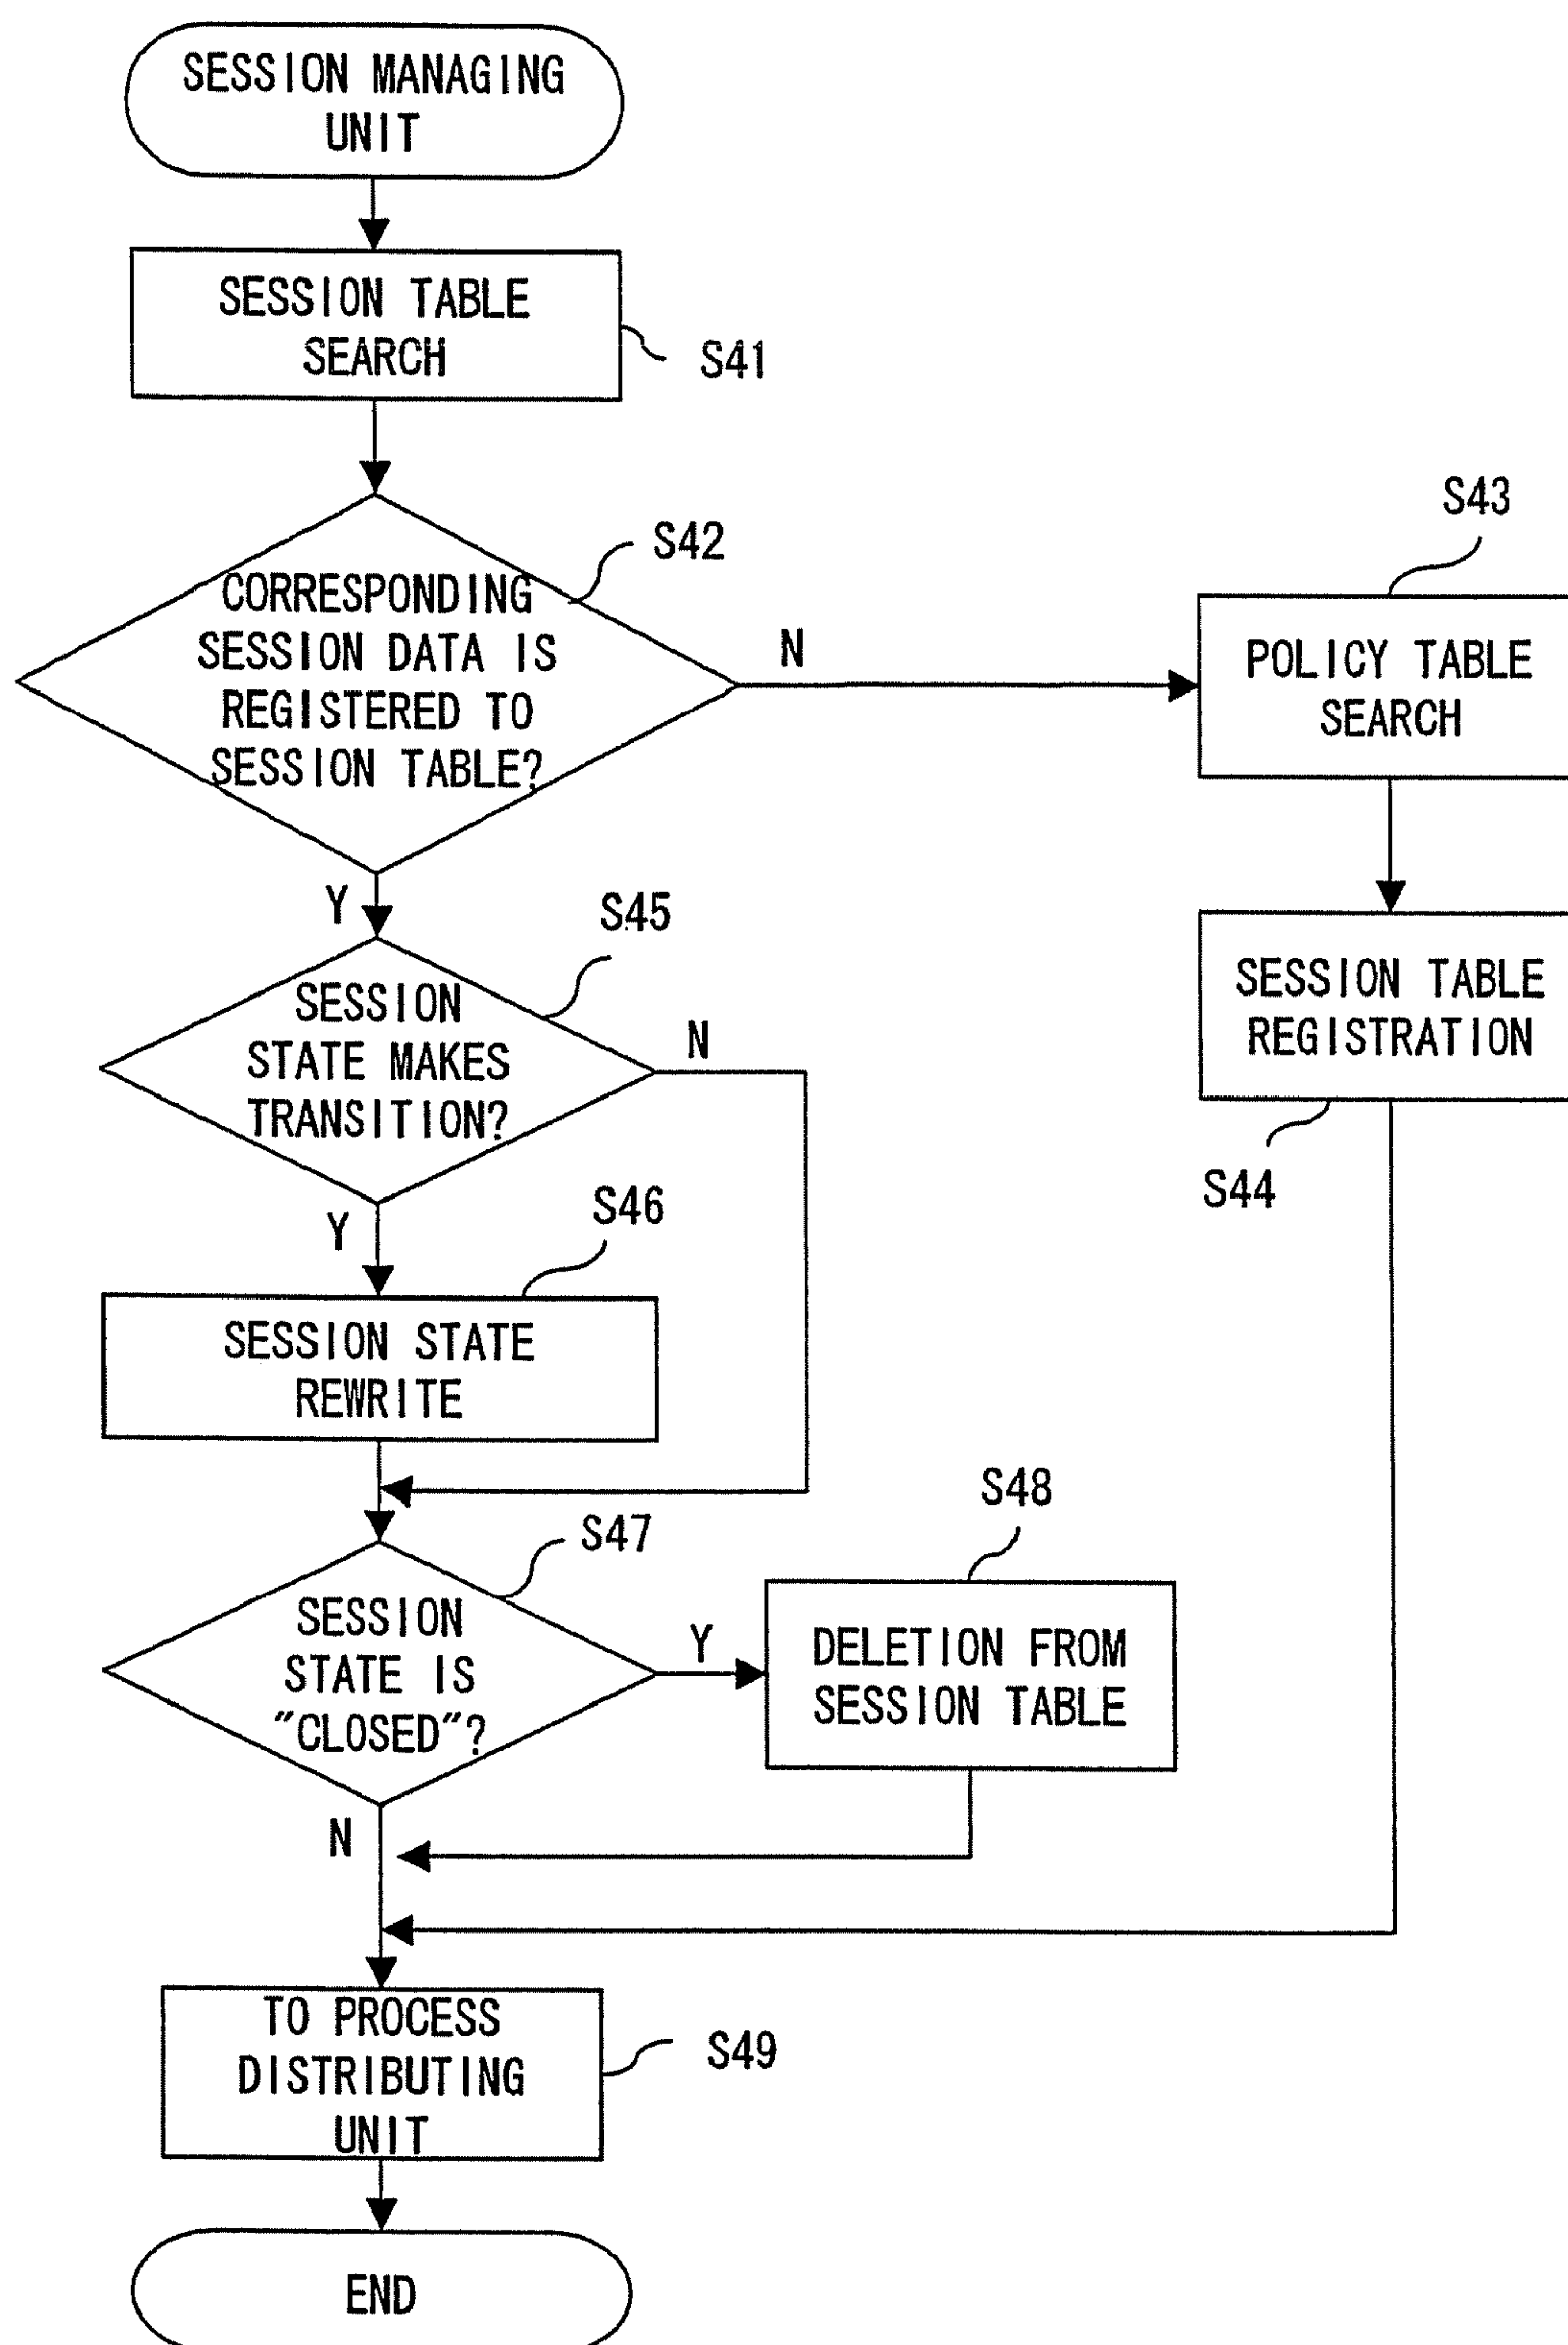 SESSION MANAGING
UNIT
SESSION TABLE
SEARCH
S41
S42
CORRESPONDING
SESSION DATA IS
REGISTERED TO
SESSION TABLE?
N
S43
POLICY TABLE
SEARCH
Y
S45
SESSION
STATE MAKES
TRANSITION?
N
SESSION TABLE
REGISTRATION
S44
Y
S46
SESSION STATE
REWRITE
S47
SESSION
STATE IS
"CLOSED"?
Y
S48
DELETION FROM
SESSION TABLE
N
TO PROCESS
DISTRIBUTING
UNIT
S49
END